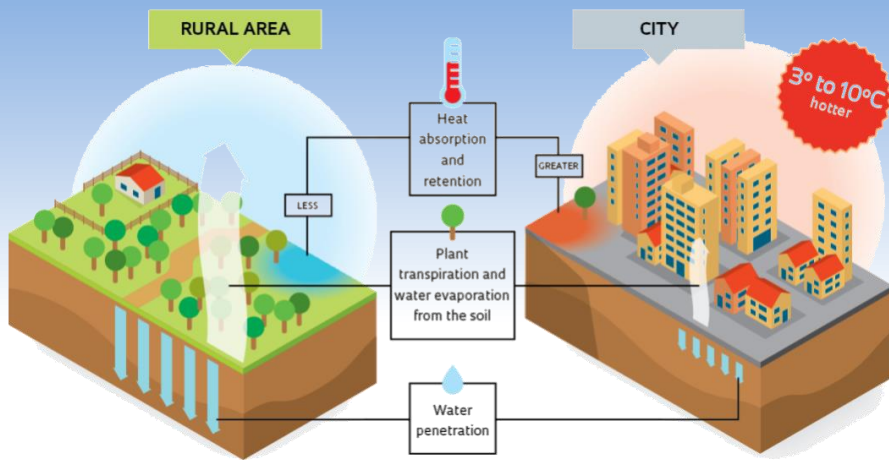 RURAL AREA
CITY
3° to 10°C
hotter
Heat
absorption
and
retention
LESS
GREATER
Plant
transpiration and
water evaporation
from the soil
Water
penetration